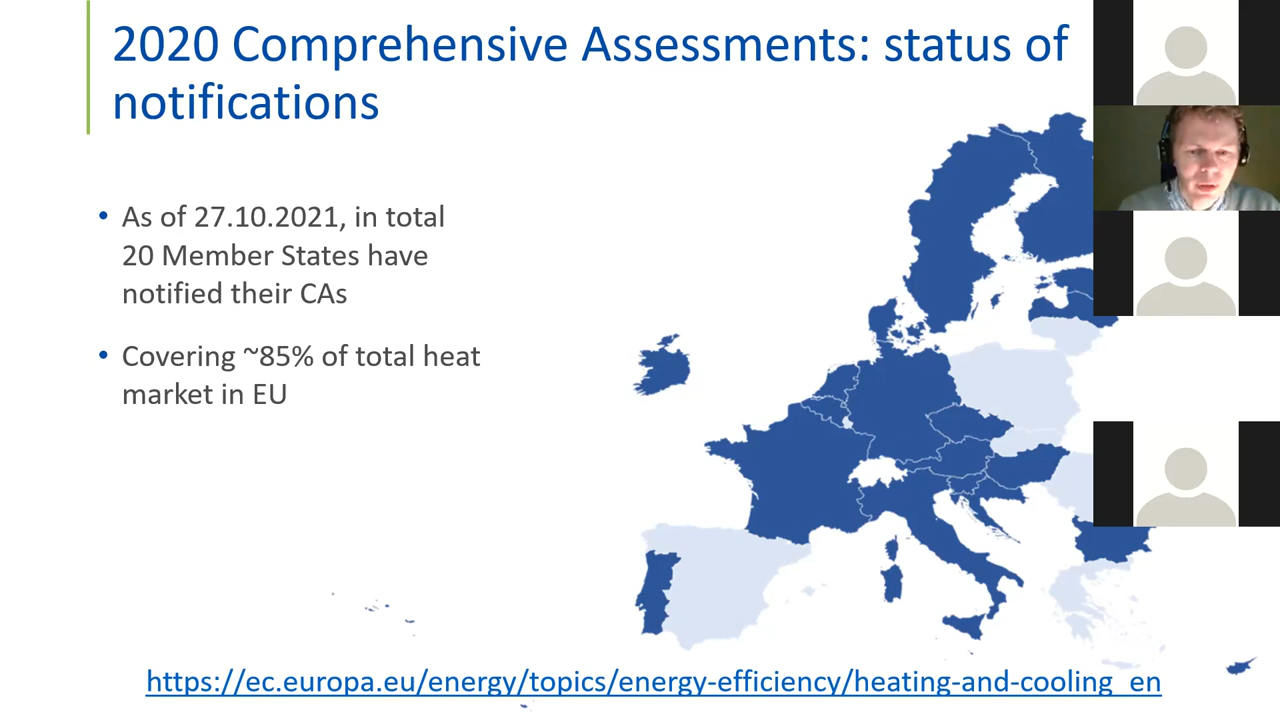 2020 Comprehensive Assessments: status of
notifications
• As of 27.10.2021, in total
20 Member States have
notified their CAs
• Covering ~85% of total heat
market in EU
https://ec.europa.eu/energy/topics/energy-efficiency/heating-and-cooling_en